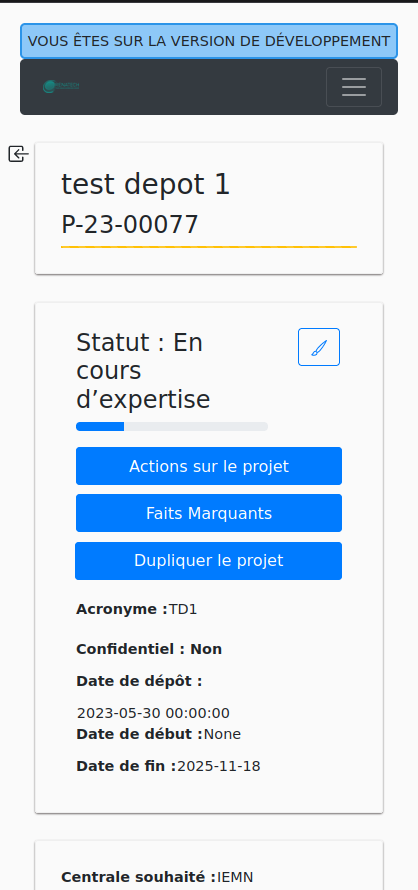 VOUS ÊTES SUR LA VERSION DE DÉVELOPPEMENT
test depot 1
P-23-00077
Statut : En
cours
d’expertise
Actions sur le projet
Faits Marquants
Dupliquer le projet
Acronyme :TD1
Confidentiel : Non
Date de dépôt :
2023-05-30 00:00:00
Date de début :None
Date de fin :2025-11-18
Centrale souhaité :IEMN